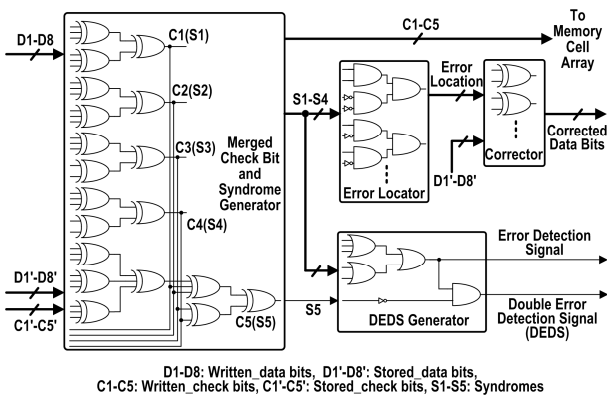 D1-D8
D1'-D8'
C1'-C5'
C1(S1)
C2(S2)
C3(S3)
C4(S4)
C5(S5)
Merged
Check Bit
and
Syndrome
Generator
C1-C5
To
Memory
Cell
Array
S1-S4
Error Locator
Error
Location
D1'-D8'
Corrector
Corrected
Data Bits
S5
DEDS Generator
Error Detection
Signal
Double Error
Detection Signal
(DEDS)
D1-D8: Written_data bits, D1'-D8': Stored_data bits,
C1-C5: Written_check bits, C1'-C5': Stored_check bits, S1-S5: Syndromes